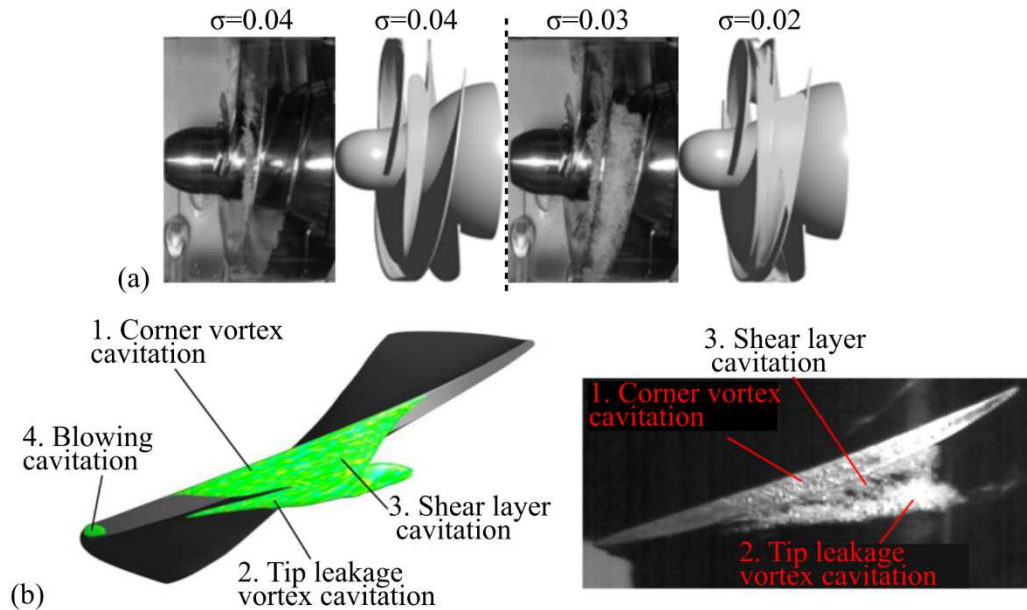 σ=0.04 σ=0.04 σ=0.03 σ=0.02
(a)
1. Corner vortex
cavitation
4. Blowing
cavitation
3. Shear layer
cavitation
2. Tip leakage
vortex cavitation
(b)
3. Shear layer
cavitation
1. Corner vortex
cavitation
2. Tip leakage
vortex cavitation